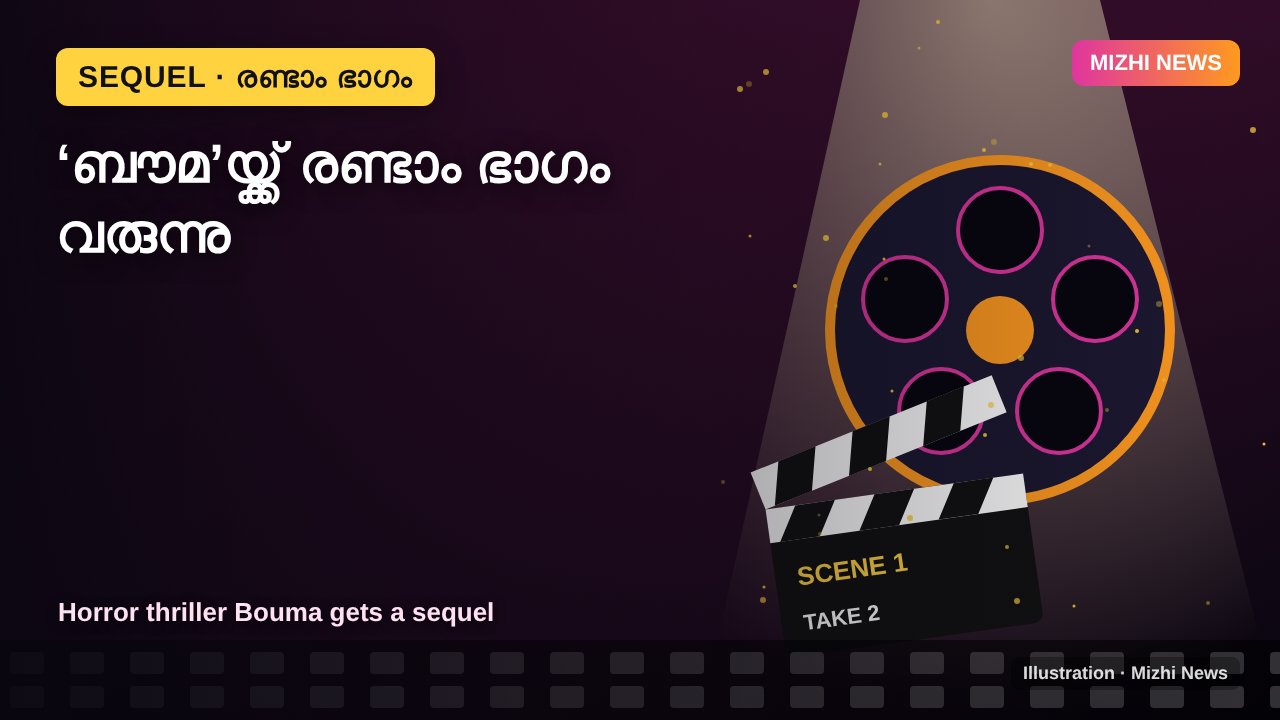 SEQUEL · രണ്ടാം ഭാഗം
MIZHI NEWS
‘ബൗമ’യ്ക്ക് രണ്ടാം ഭാഗം
വരുന്നു
SCENE 1
TAKE 2
Horror thriller Bouma gets a sequel
Illustration · Mizhi News